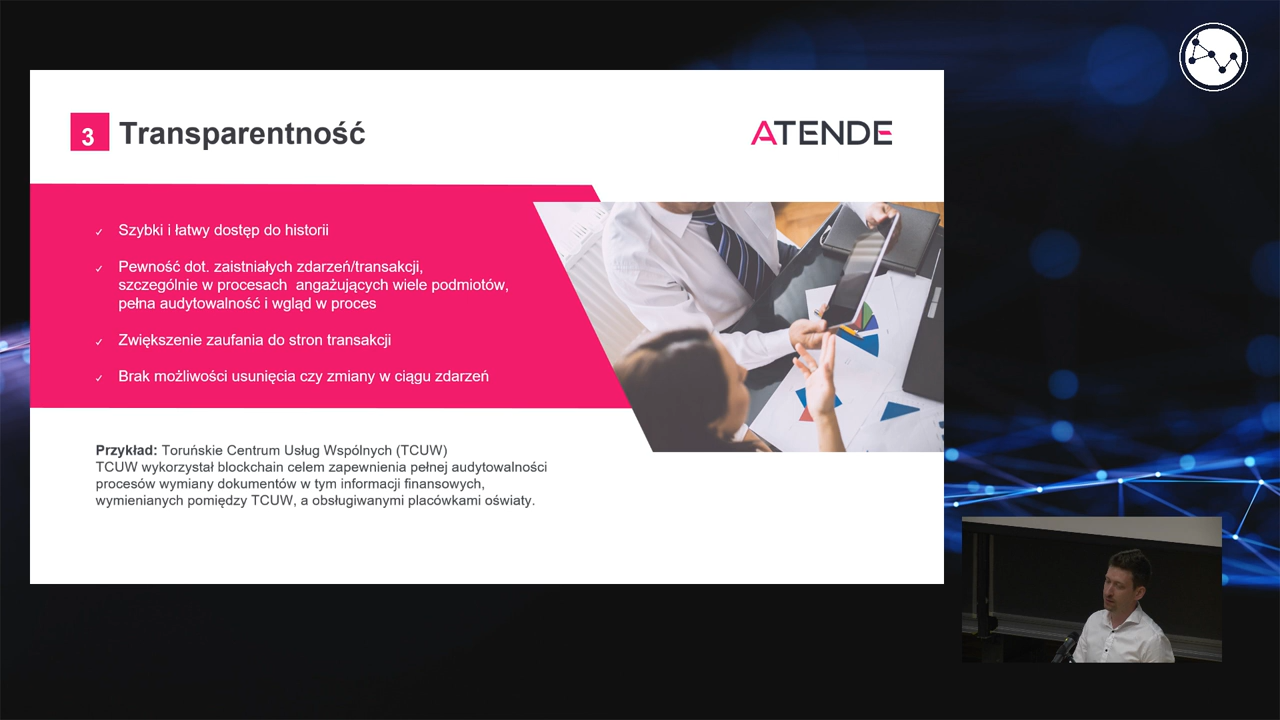 3 Transparentność
ATENDE
✓ Szybki i łatwy dostęp do historii
✓ Pewność dot. zaistniałych zdarzeń/transakcji,
szczególnie w procesach angażujących wiele podmiotów,
pełna audytowalność i wgląd w proces
✓ Zwiększenie zaufania do stron transakcji
✓ Brak możliwości usunięcia czy zmiany w ciągu zdarzeń
Przykład: Toruńskie Centrum Usług Wspólnych (TCUW)
TCUW wykorzystał blockchain celem zapewnienia pełnej audytowalności
procesów wymiany dokumentów w tym informacji finansowych,
wymienianych pomiędzy TCUW, a obsługiwanymi placówkami oświaty.